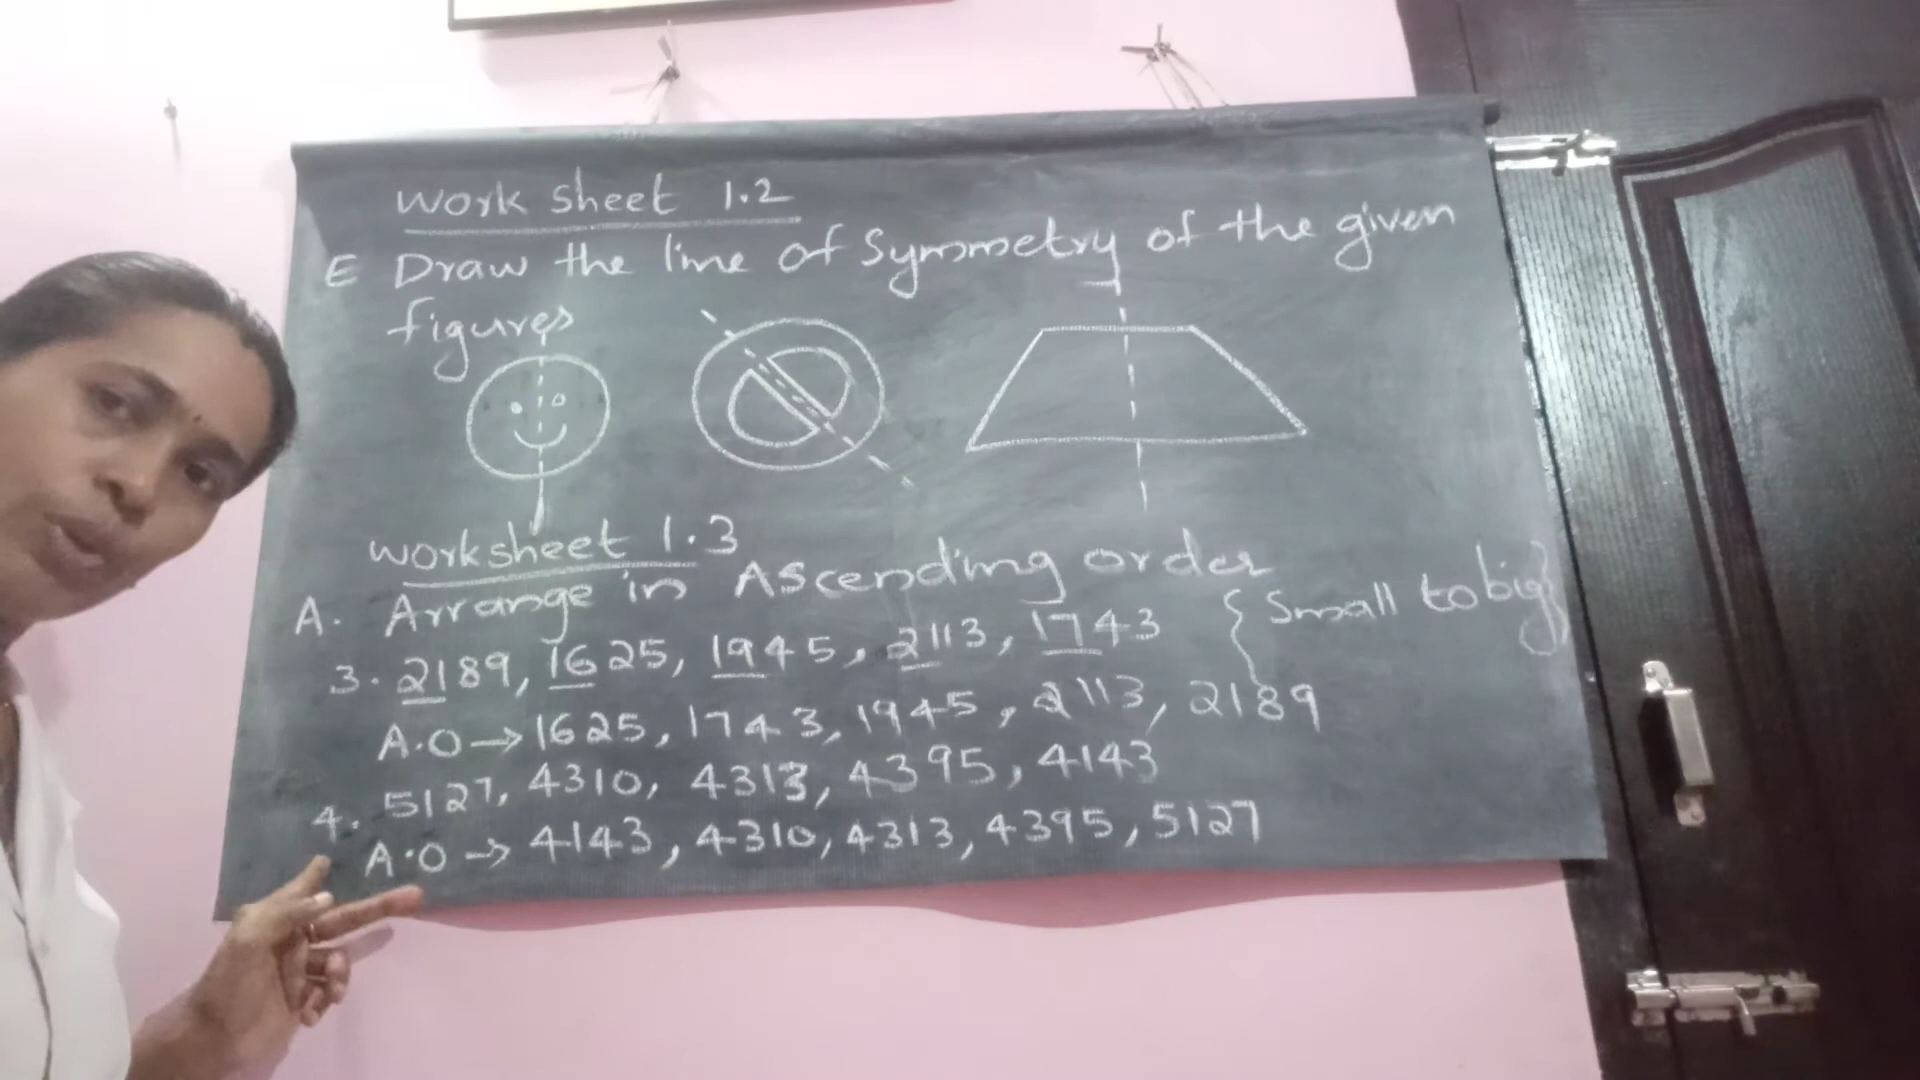 Work Sheet 1.2
E Draw the line of Symmetry of the given
figures
Worksheet 1.3
A. Arrange in Ascending order
{Small to big}
3. 2189, 1625, 1945, 2113, 1743
A.O → 1625, 1743, 1945, 2113, 2189
4. 5127, 4310, 4313, 4395, 4143
A.O → 4143, 4310, 4313, 4395, 5127